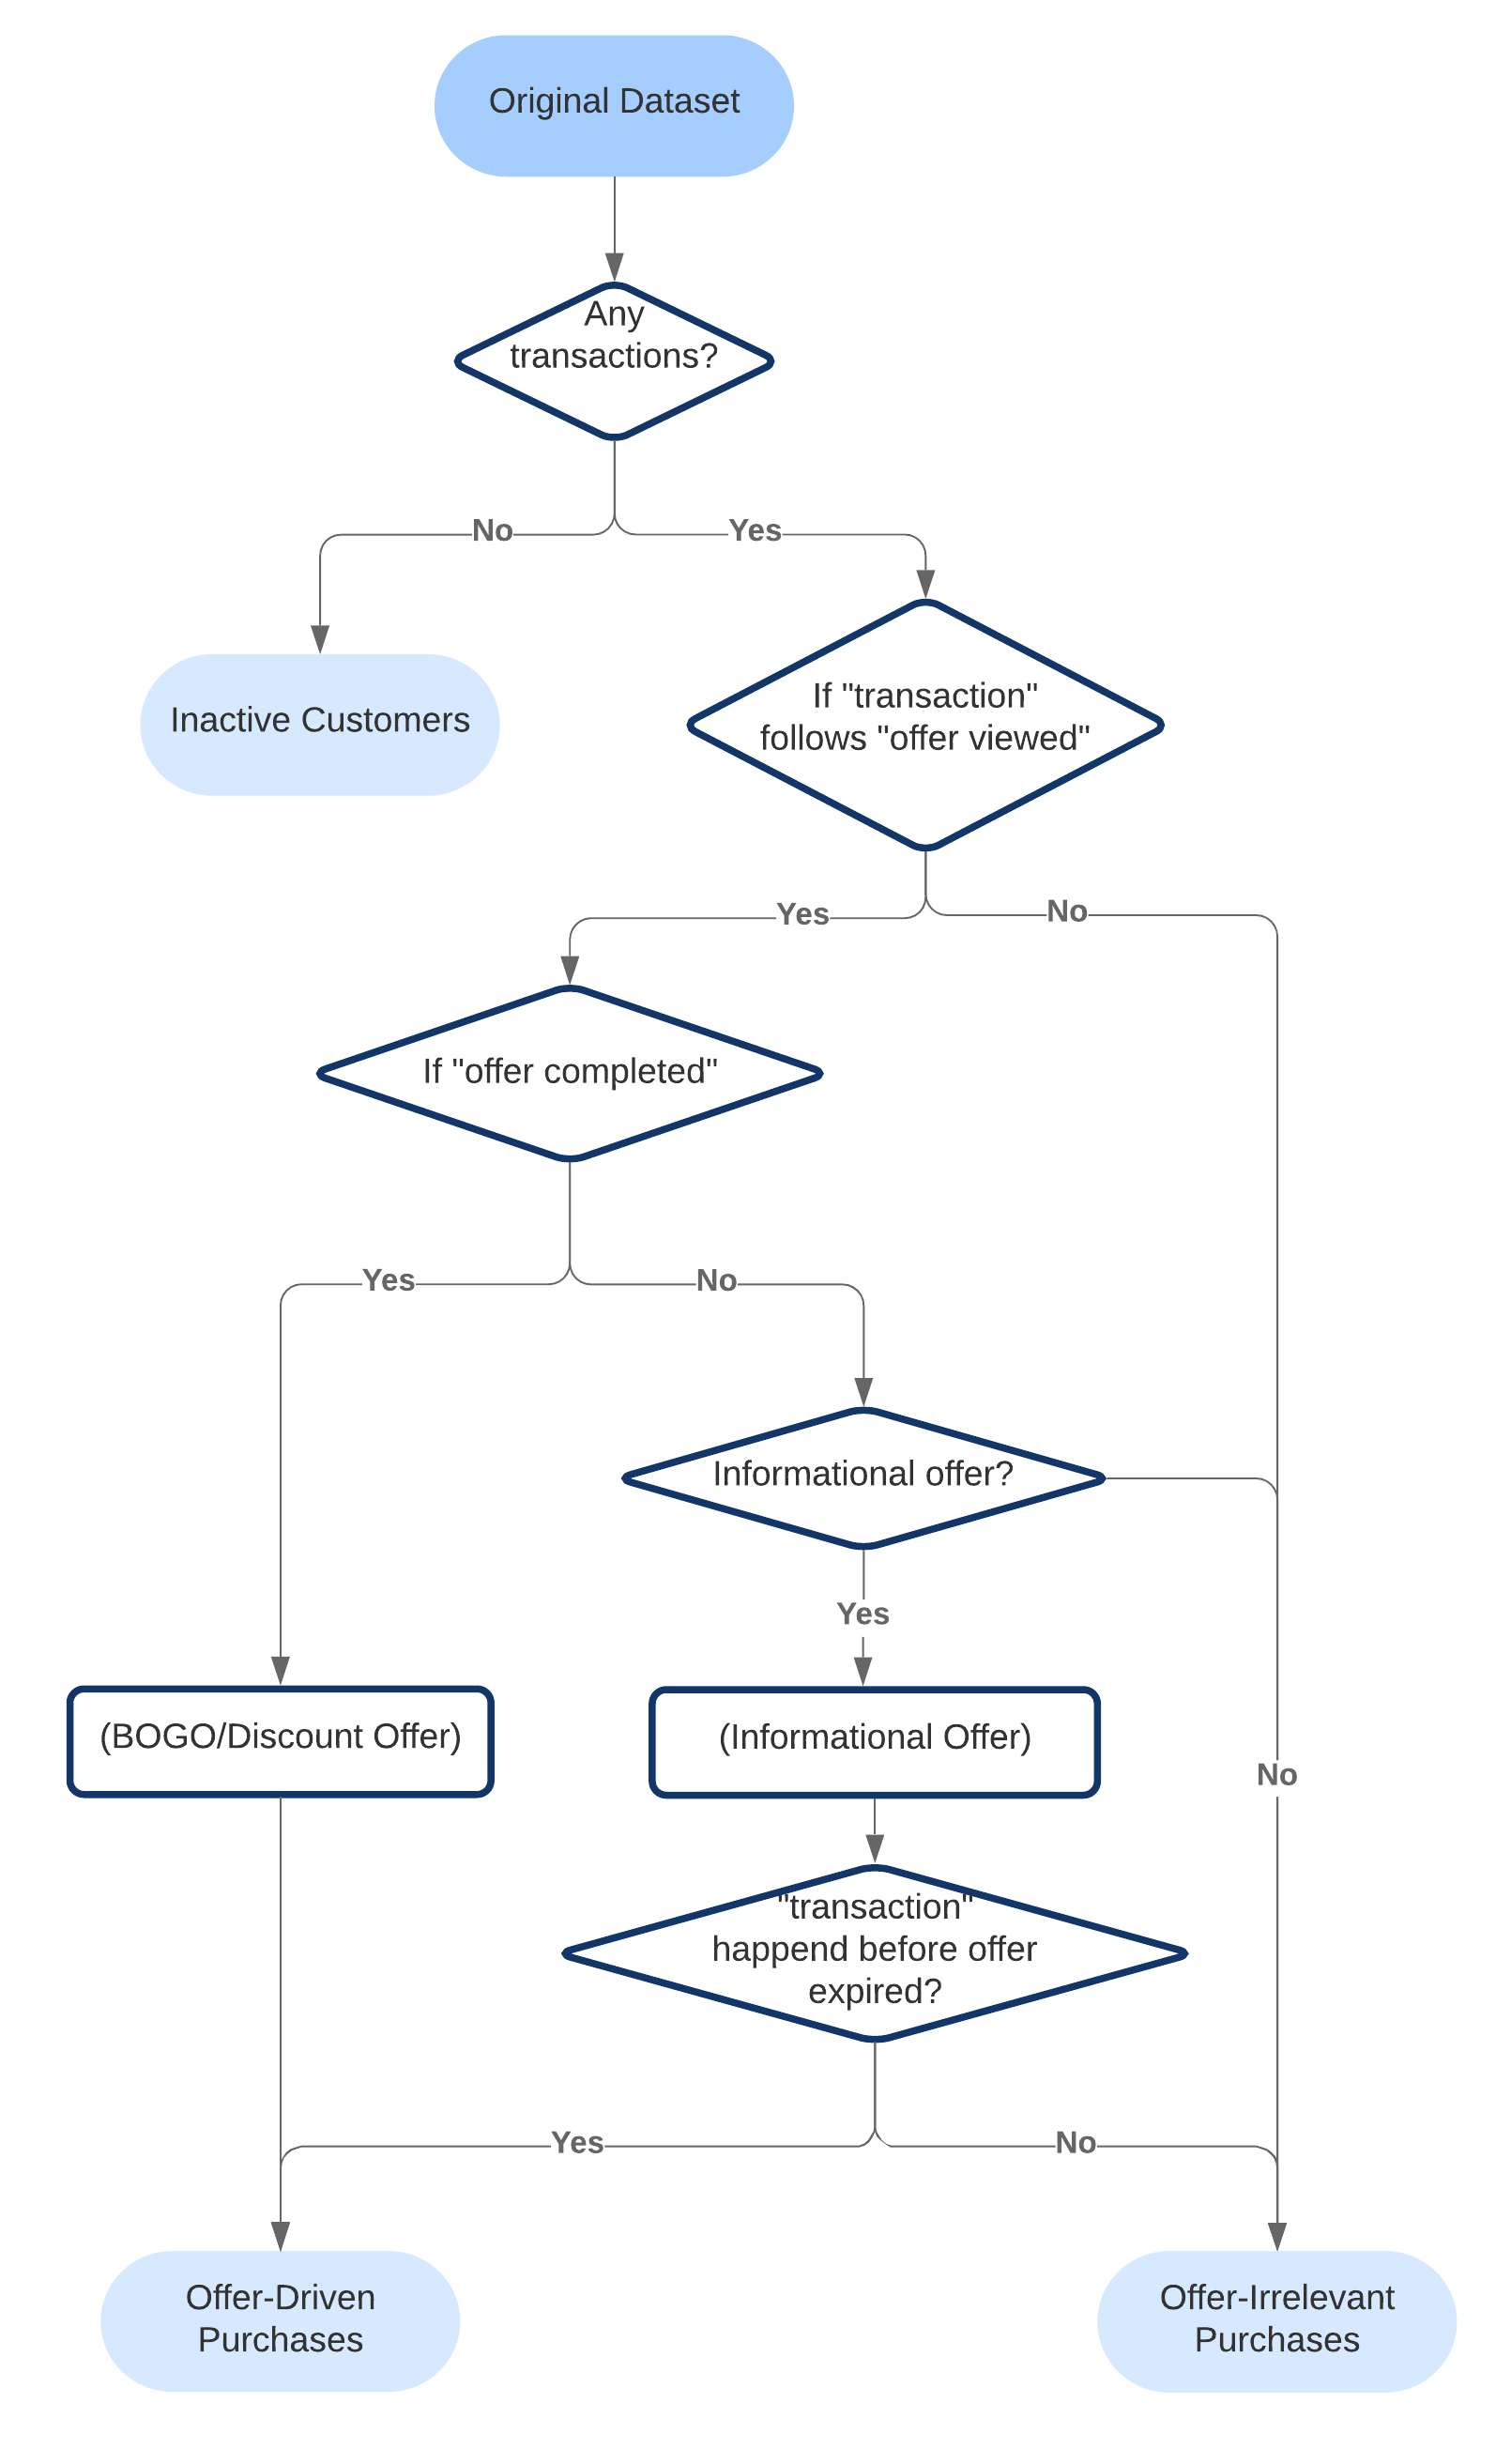 Original Dataset
Any
transactions?
No
Yes
Inactive Customers
If "transaction"
follows "offer viewed"
Yes
No
If "offer completed"
Yes
No
Informational offer?
Yes
(BOGO/Discount Offer)
(Informational Offer)
No
"transaction"
happend before offer
expired?
Yes
No
Offer-Driven
Purchases
Offer-Irrelevant
Purchases